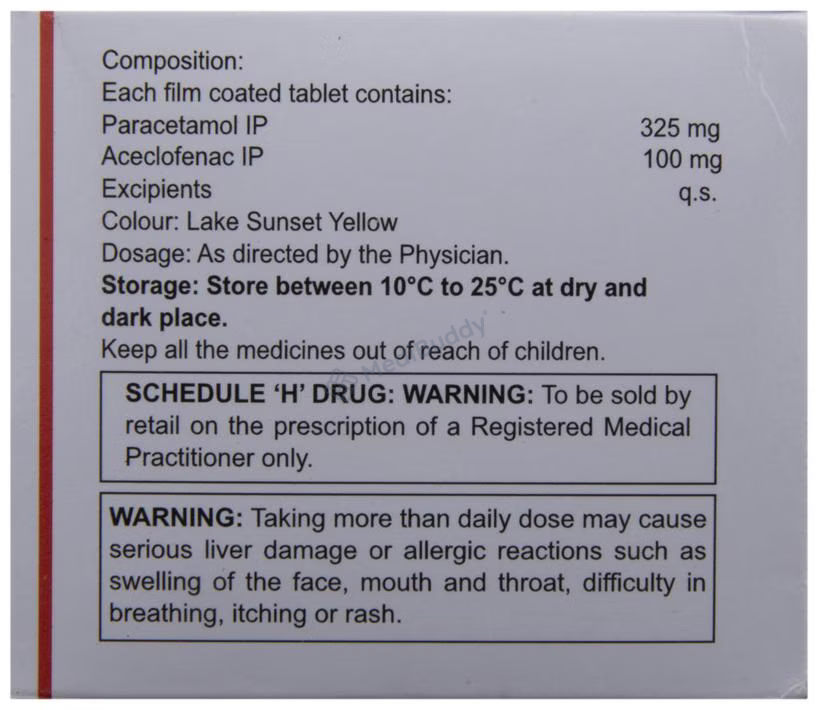 Composition:
Each film coated tablet contains:
Paracetamol IP 325 mg
Aceclofenac IP 100 mg
Excipients q.s.
Colour: Lake Sunset Yellow
Dosage: As directed by the Physician.
Storage: Store between 10°C to 25°C at dry and
dark place.
Keep all the medicines out of reach of children.
MediBuddy
SCHEDULE ‘H’ DRUG: WARNING: To be sold by
retail on the prescription of a Registered Medical
Practitioner only.
WARNING: Taking more than daily dose may cause
serious liver damage or allergic reactions such as
swelling of the face, mouth and throat, difficulty in
breathing, itching or rash.